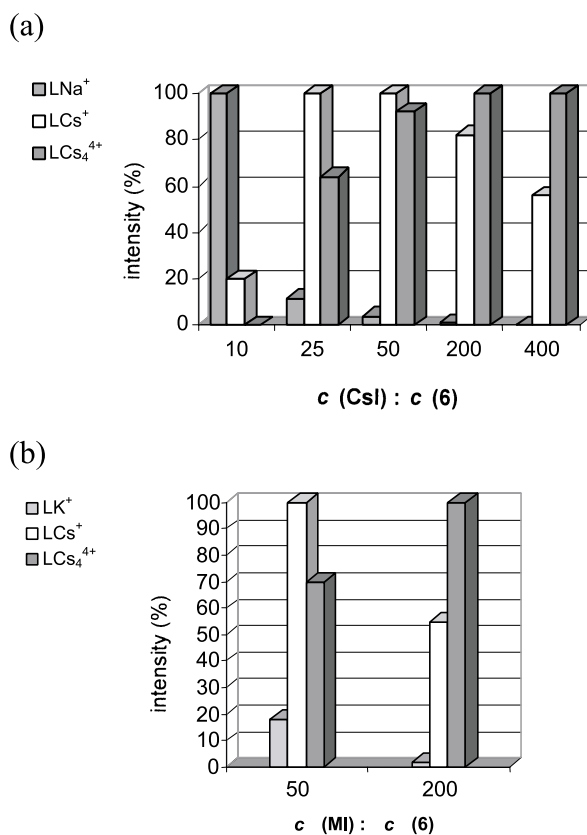 (a)
LNa⁺
LCs⁺
LCs₄⁴⁺
intensity (%)
100
80
60
40
20
0
10 25 50 200 400
c (CsI) : c (6)
(b)
LK⁺
LCs⁺
LCs₄⁴⁺
intensity (%)
100
90
80
70
60
50
40
30
20
10
0
50 200
c (MI) : c (6)